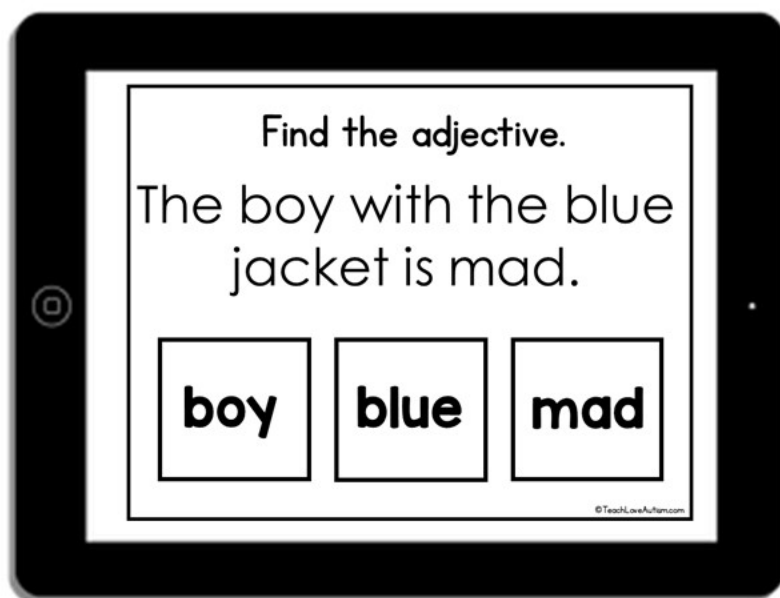 Find the adjective.
The boy with the blue
jacket is mad.
boy
blue
mad
©TeachLoveAutism.com